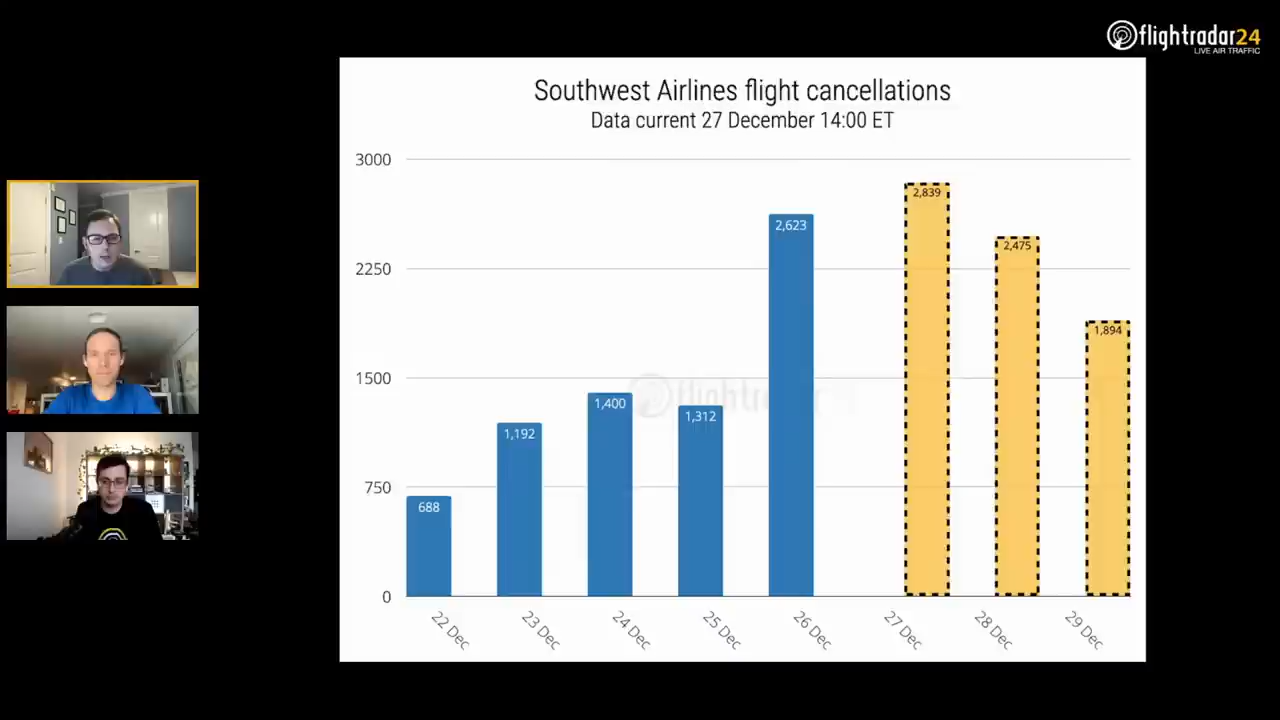 flightradar24
LIVE AIR TRAFFIC
Southwest Airlines flight cancellations
Data current 27 December 14:00 ET
3000
2250
1500
750
0
688
1,192
1,400
1,312
2,623
2,839
2,475
1,894
22 Dec
23 Dec
24 Dec
25 Dec
26 Dec
27 Dec
28 Dec
29 Dec